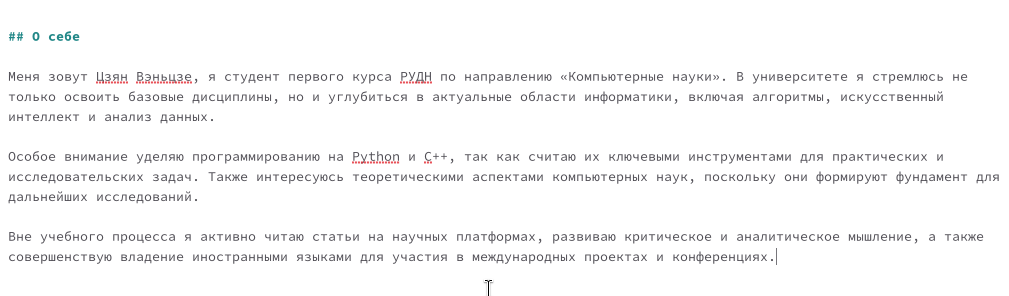 ## О себе
Меня зовут Цзян Вэньцзе, я студент первого курса РУДН по направлению «Компьютерные науки». В университете я стремлюсь не
только освоить базовые дисциплины, но и углубиться в актуальные области информатики, включая алгоритмы, искусственный
интеллект и анализ данных.
Особое внимание уделяю программированию на Python и C++, так как считаю их ключевыми инструментами для практических и
исследовательских задач. Также интересуюсь теоретическими аспектами компьютерных наук, поскольку они формируют фундамент для
дальнейших исследований.
Вне учебного процесса я активно читаю статьи на научных платформах, развиваю критическое и аналитическое мышление, а также
совершенствую владение иностранными языками для участия в международных проектах и конференциях.